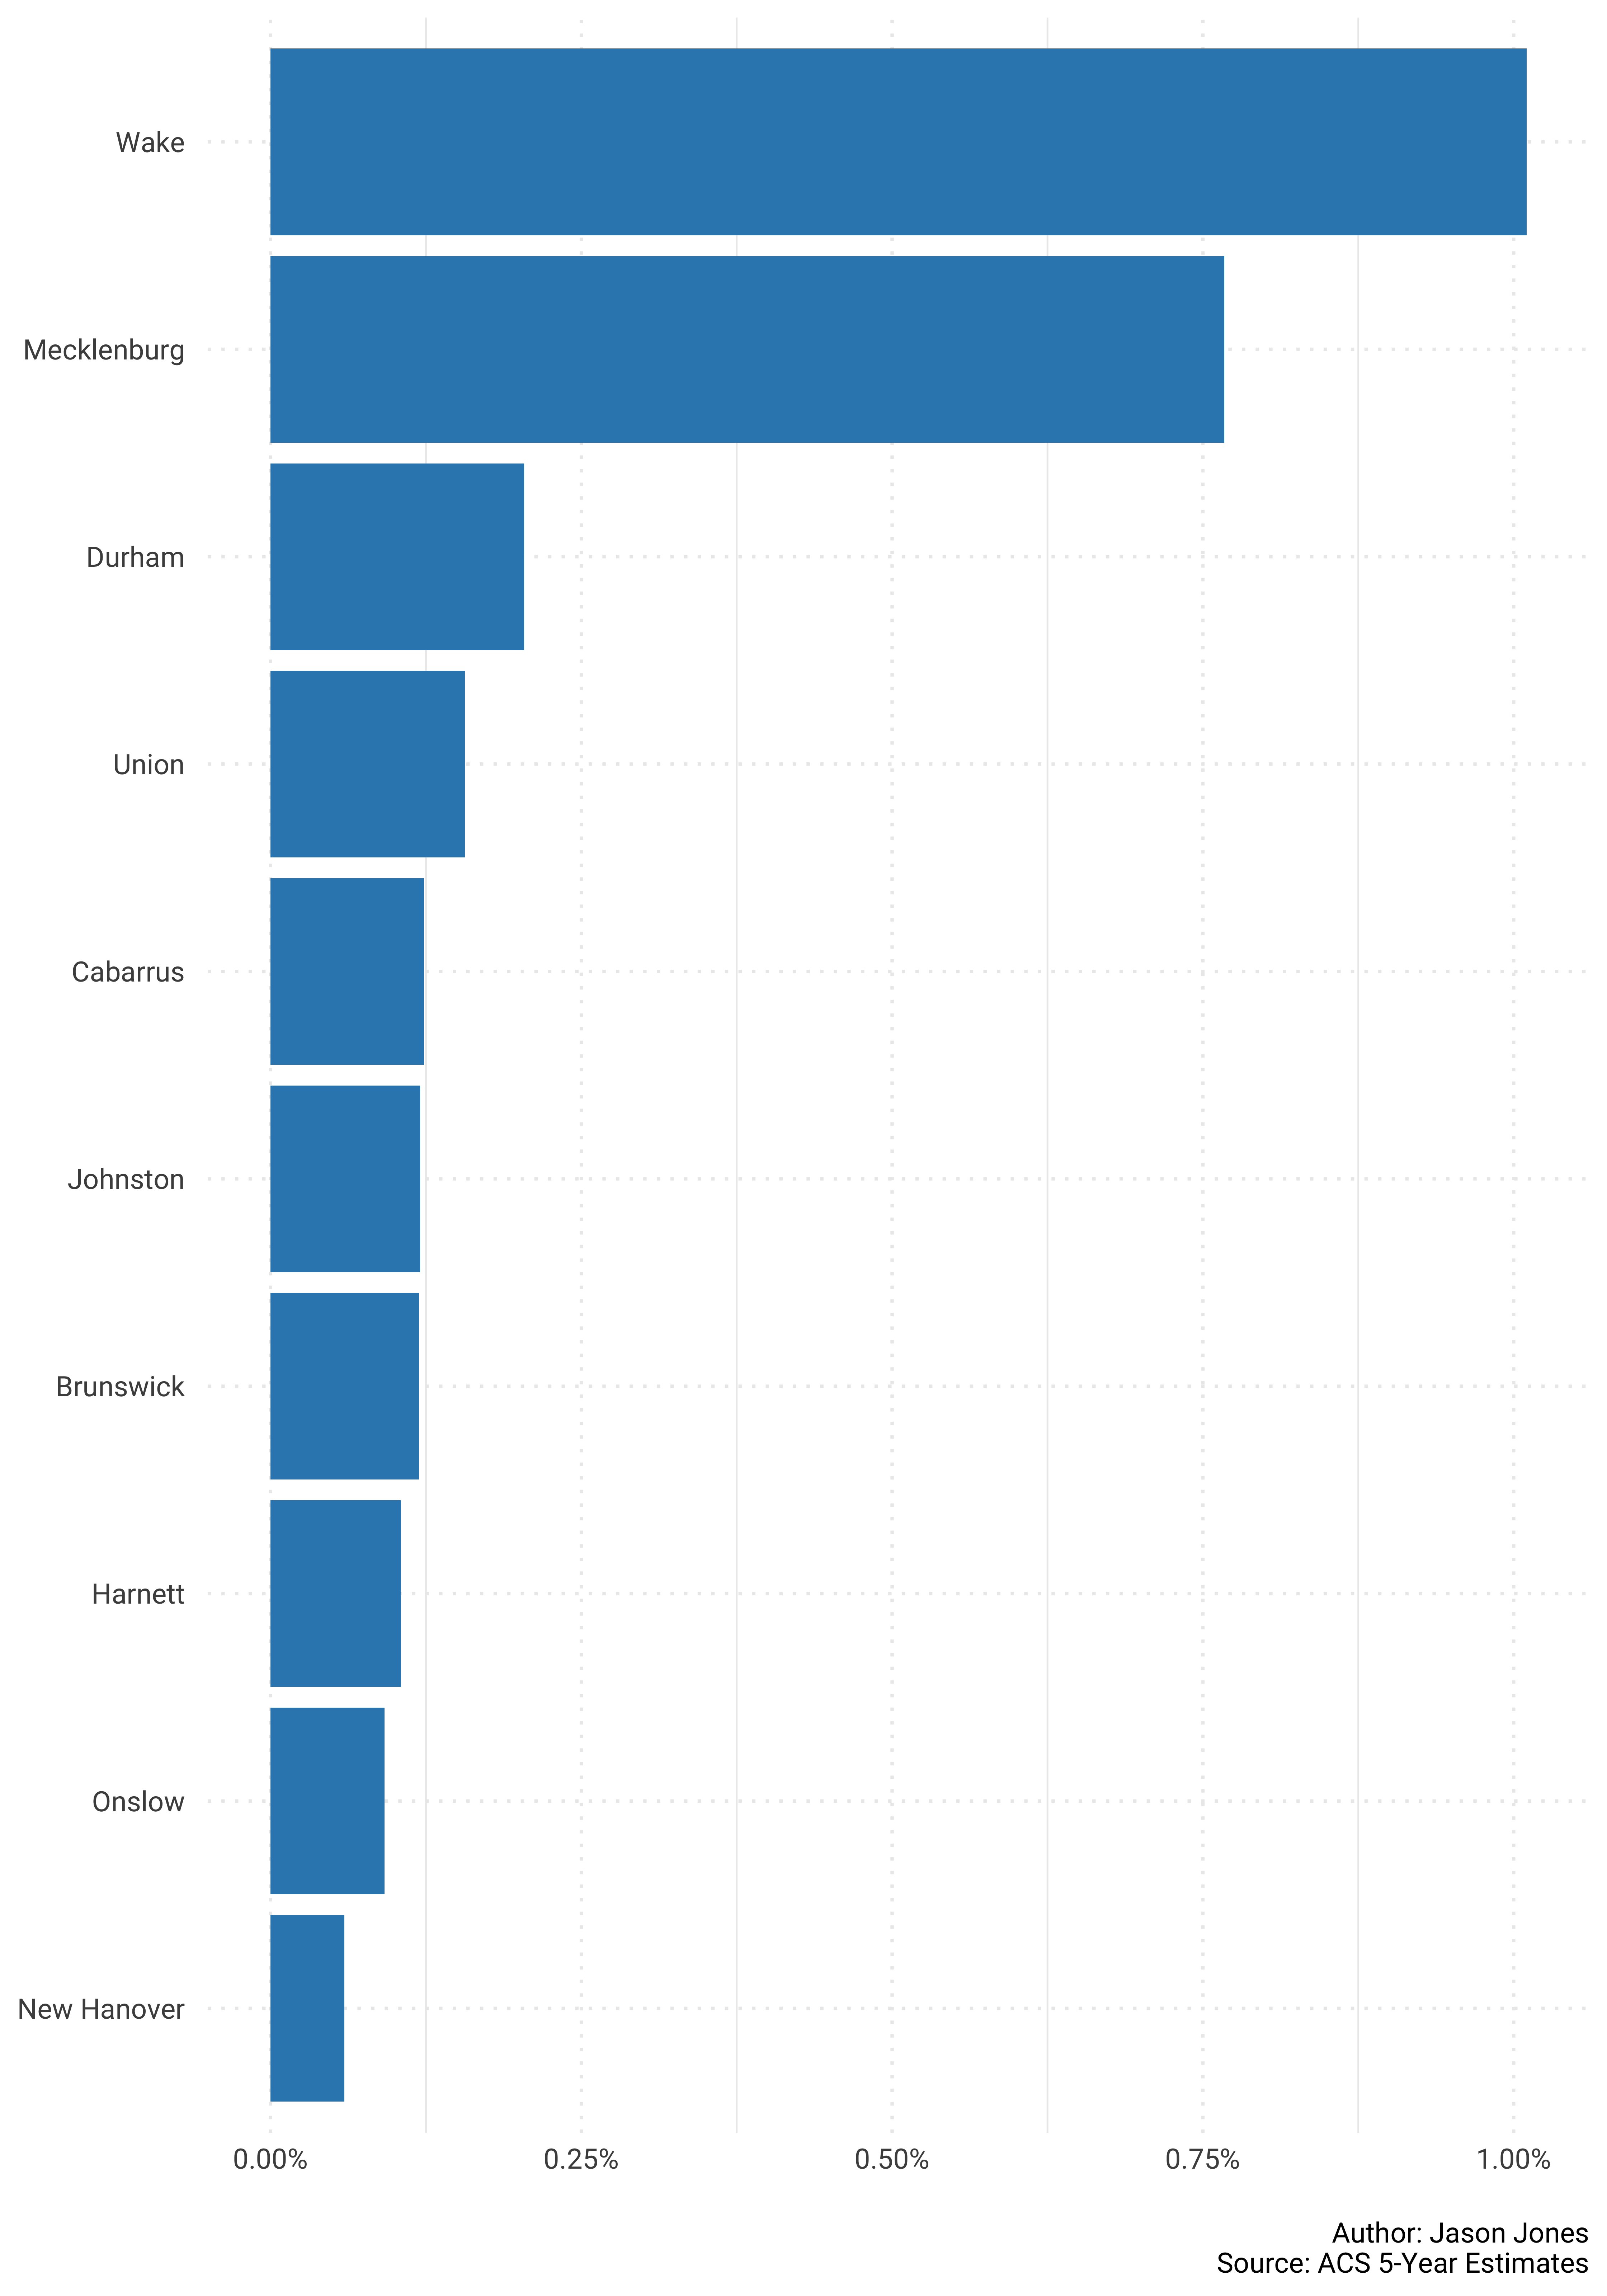 Wake
Mecklenburg
Durham
Union
Cabarrus
Johnston
Brunswick
Harnett
Onslow
New Hanover
0.00% 0.25% 0.50% 0.75% 1.00%
Author: Jason Jones
Source: ACS 5-Year Estimates